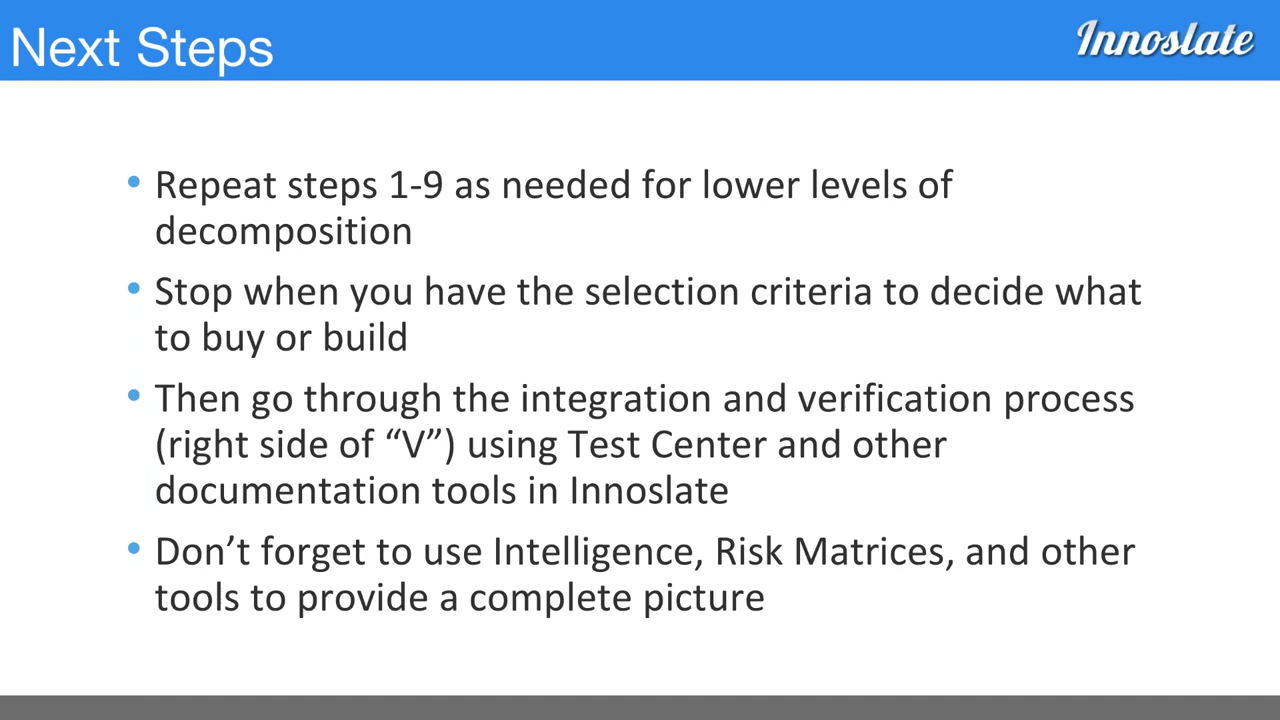 Next Steps
Innoslate
• Repeat steps 1-9 as needed for lower levels of
decomposition
• Stop when you have the selection criteria to decide what
to buy or build
• Then go through the integration and verification process
(right side of “V”) using Test Center and other
documentation tools in Innoslate
• Don’t forget to use Intelligence, Risk Matrices, and other
tools to provide a complete picture